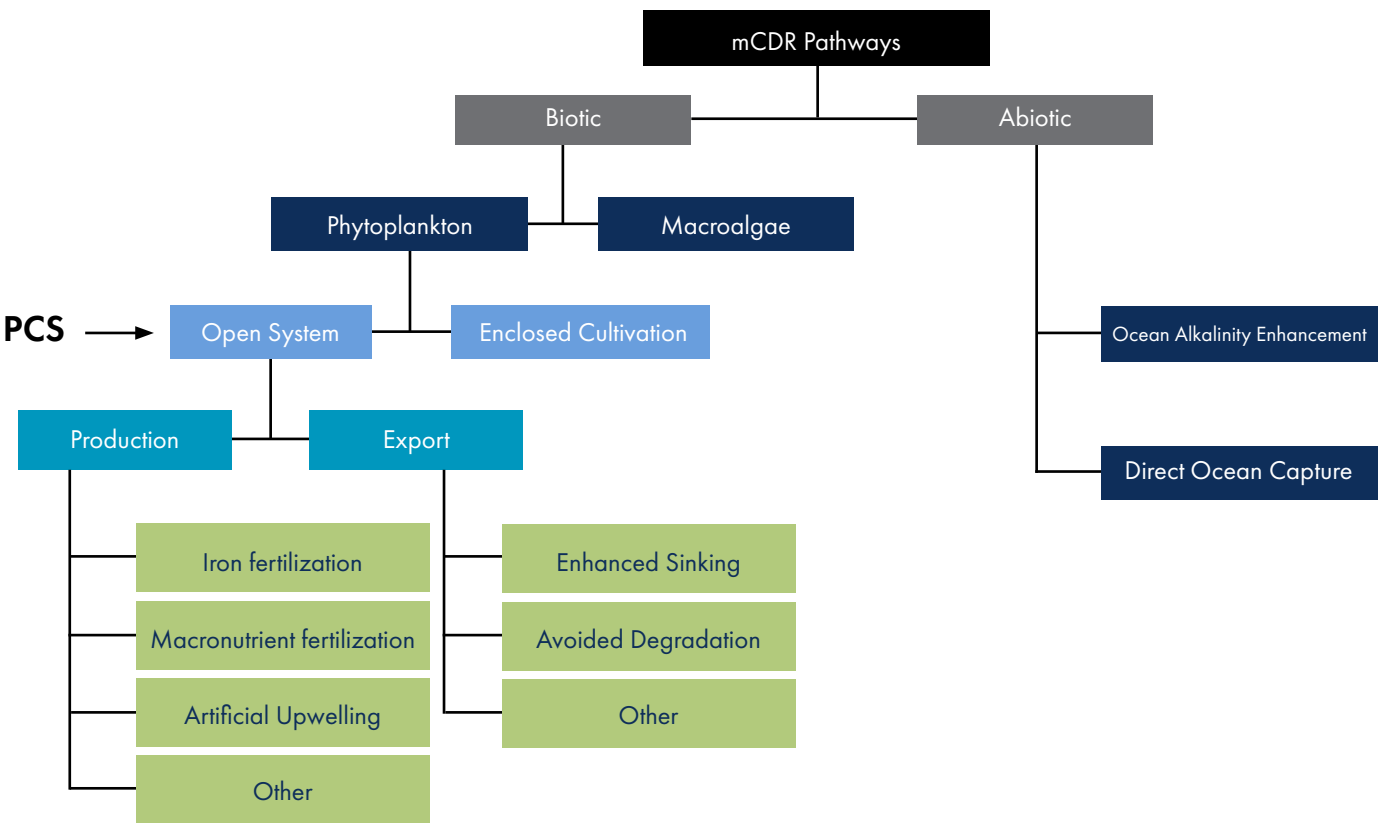 mCDR Pathways
Biotic
Abiotic
Phytoplankton
Macroalgae
PCS
Open System
Enclosed Cultivation
Ocean Alkalinity Enhancement
Production
Export
Direct Ocean Capture
Iron fertilization
Enhanced Sinking
Macronutrient fertilization
Avoided Degradation
Artificial Upwelling
Other
Other